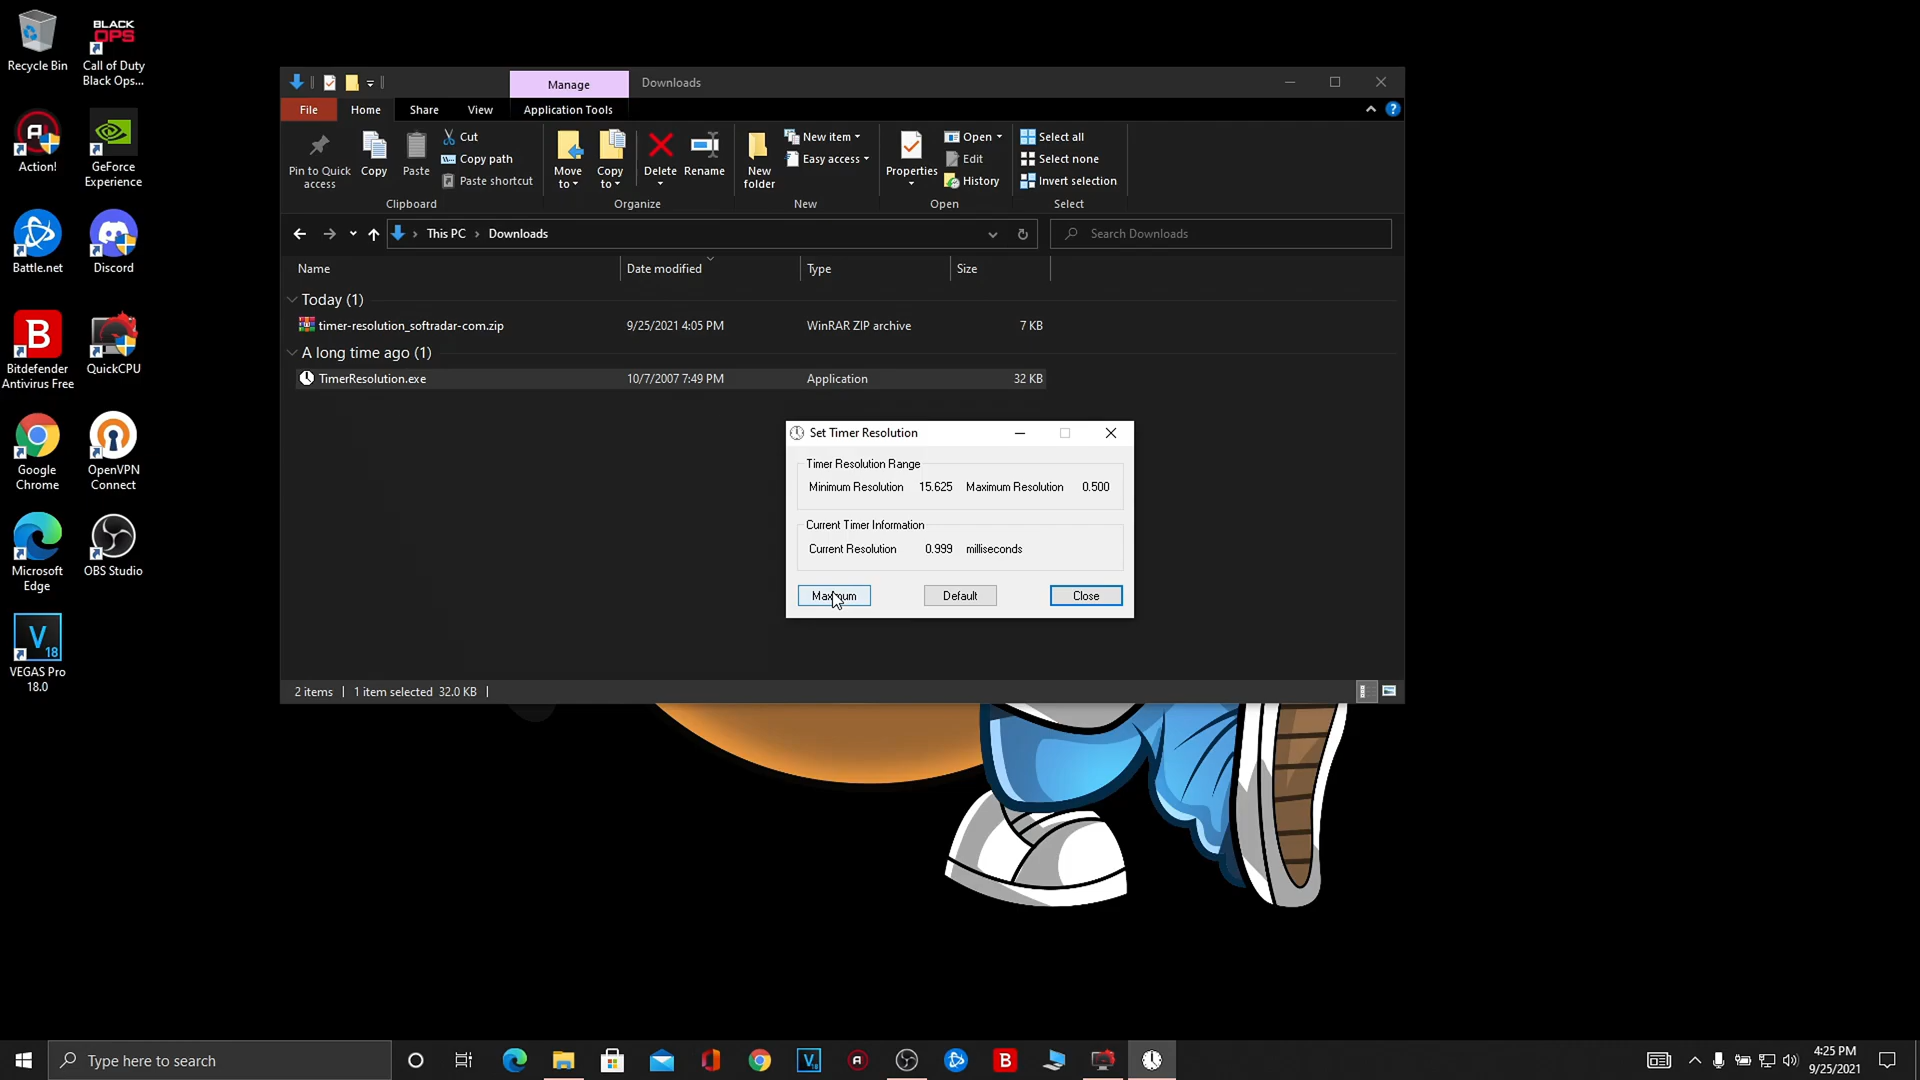 Recycle Bin
BLACK
OPS
Call of Duty
Black Ops...
Action!
GeForce
Experience
Battle.net
Discord
B
Bitdefender
Antivirus Free
QuickCPU
Google
Chrome
OpenVPN
Connect
Microsoft
Edge
OBS Studio
V
18
VEGAS Pro
18.0
Manage
Downloads
File
Home
Share
View
Application Tools
Pin to Quick
access
Copy
Paste
Cut
Copy path
Paste shortcut
Clipboard
Move
to
Copy
to
Delete
Rename
Organize
New
folder
New item
Easy access
New
Properties
Open
Edit
History
Open
Select all
Select none
Invert selection
Select
This PC
Downloads
Search Downloads
Name
Date modified
Type
Size
Today (1)
timer-resolution_softradar-com.zip 9/25/2021 4:05 PM WinRAR ZIP archive 7 KB
A long time ago (1)
TimerResolution.exe 10/7/2007 7:49 PM Application 32 KB
Set Timer Resolution
Timer Resolution Range
Minimum Resolution 15.625 Maximum Resolution 0.500
Current Timer Information
Current Resolution 0.999 milliseconds
Maximum
Default
Close
2 items
1 item selected 32.0 KB
Type here to search
V
18
B
4:25 PM
9/25/2021